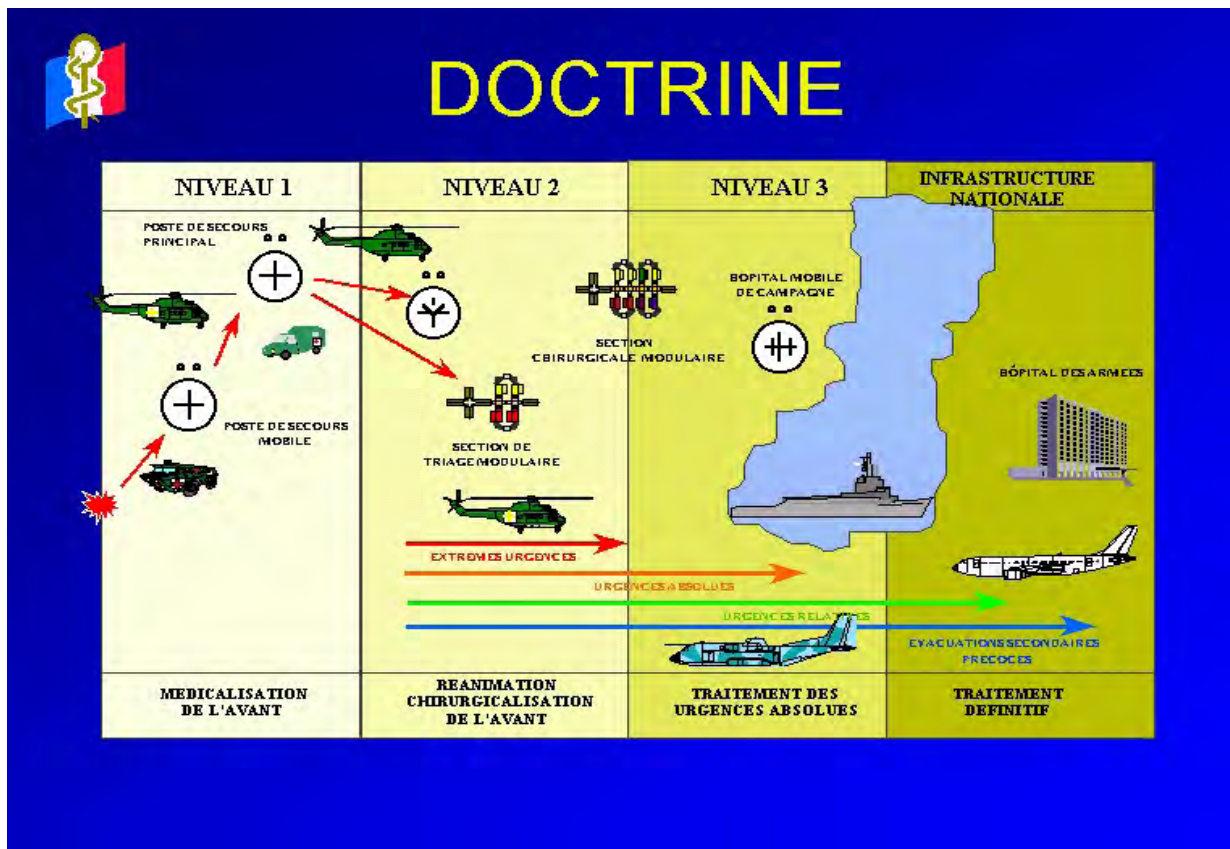 DOCTRINE
NIVEAU 1
NIVEAU 2
NIVEAU 3
INFRASTRUCTURE
NATIONALE
POSTE DE SECOURS
PRINCIPAL
POSTE DE SECOURS
MOBILE
SECTION
CHIRURGICALE MODULAIRE
SECTION DE
TRIAGE MODULAIRE
HOPITAL MOBILE
DE CAMPAGNE
HÔPITAL DES ARMEES
EXTREMES URGENCES
URGENCES ABSOLUES
URGENCES RELATIVES
EVACUATIONS SECONDAIRES
PRECOCES
MEDICALISATION
DE L'AVANT
REANIMATION
CHIRURGICALISATION
DE L'AVANT
TRAITEMENT DES
URGENCES ABSOLUES
TRAITEMENT
DEFINITIF